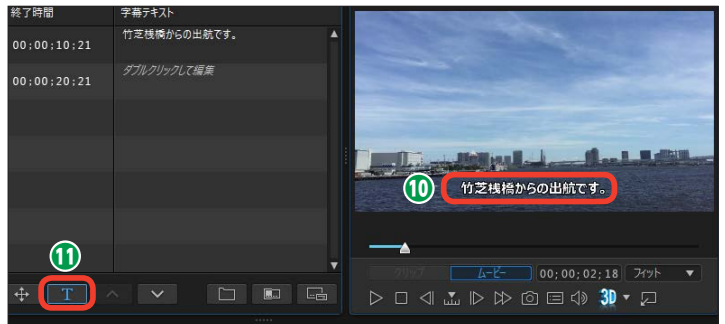 終了時間 字幕テキスト
00;00;10;21 竹芝桟橋からの出航です。
00;00;20;21 ダブルクリックして編集
⑩ 竹芝桟橋からの出航です。
⑪
クリップ ムービー 00;00;02;18 フィット
T 3D